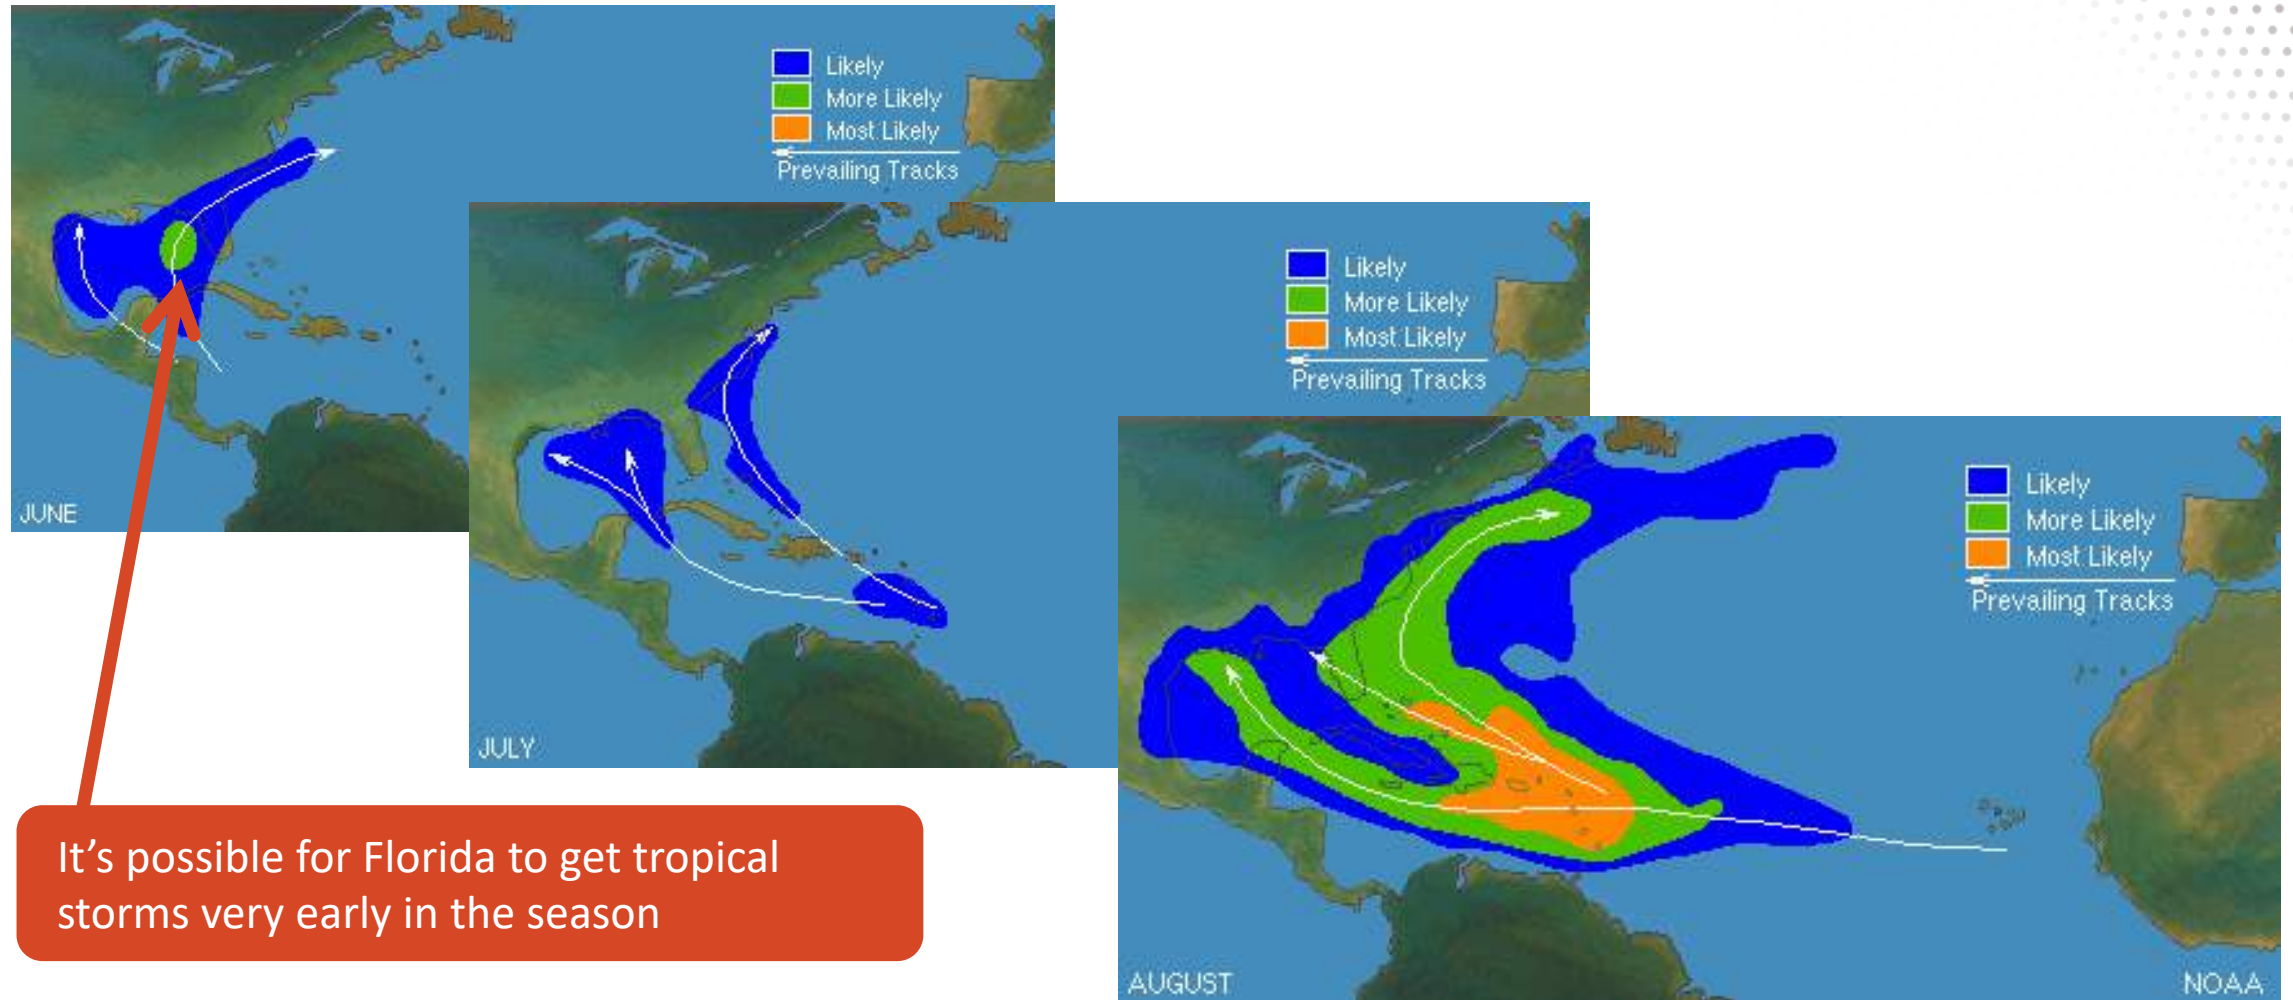 Likely
More Likely
Most Likely
Prevailing Tracks
JUNE
Likely
More Likely
Most Likely
Prevailing Tracks
JULY
Likely
More Likely
Most Likely
Prevailing Tracks
AUGUST
NOAA
It’s possible for Florida to get tropical
storms very early in the season